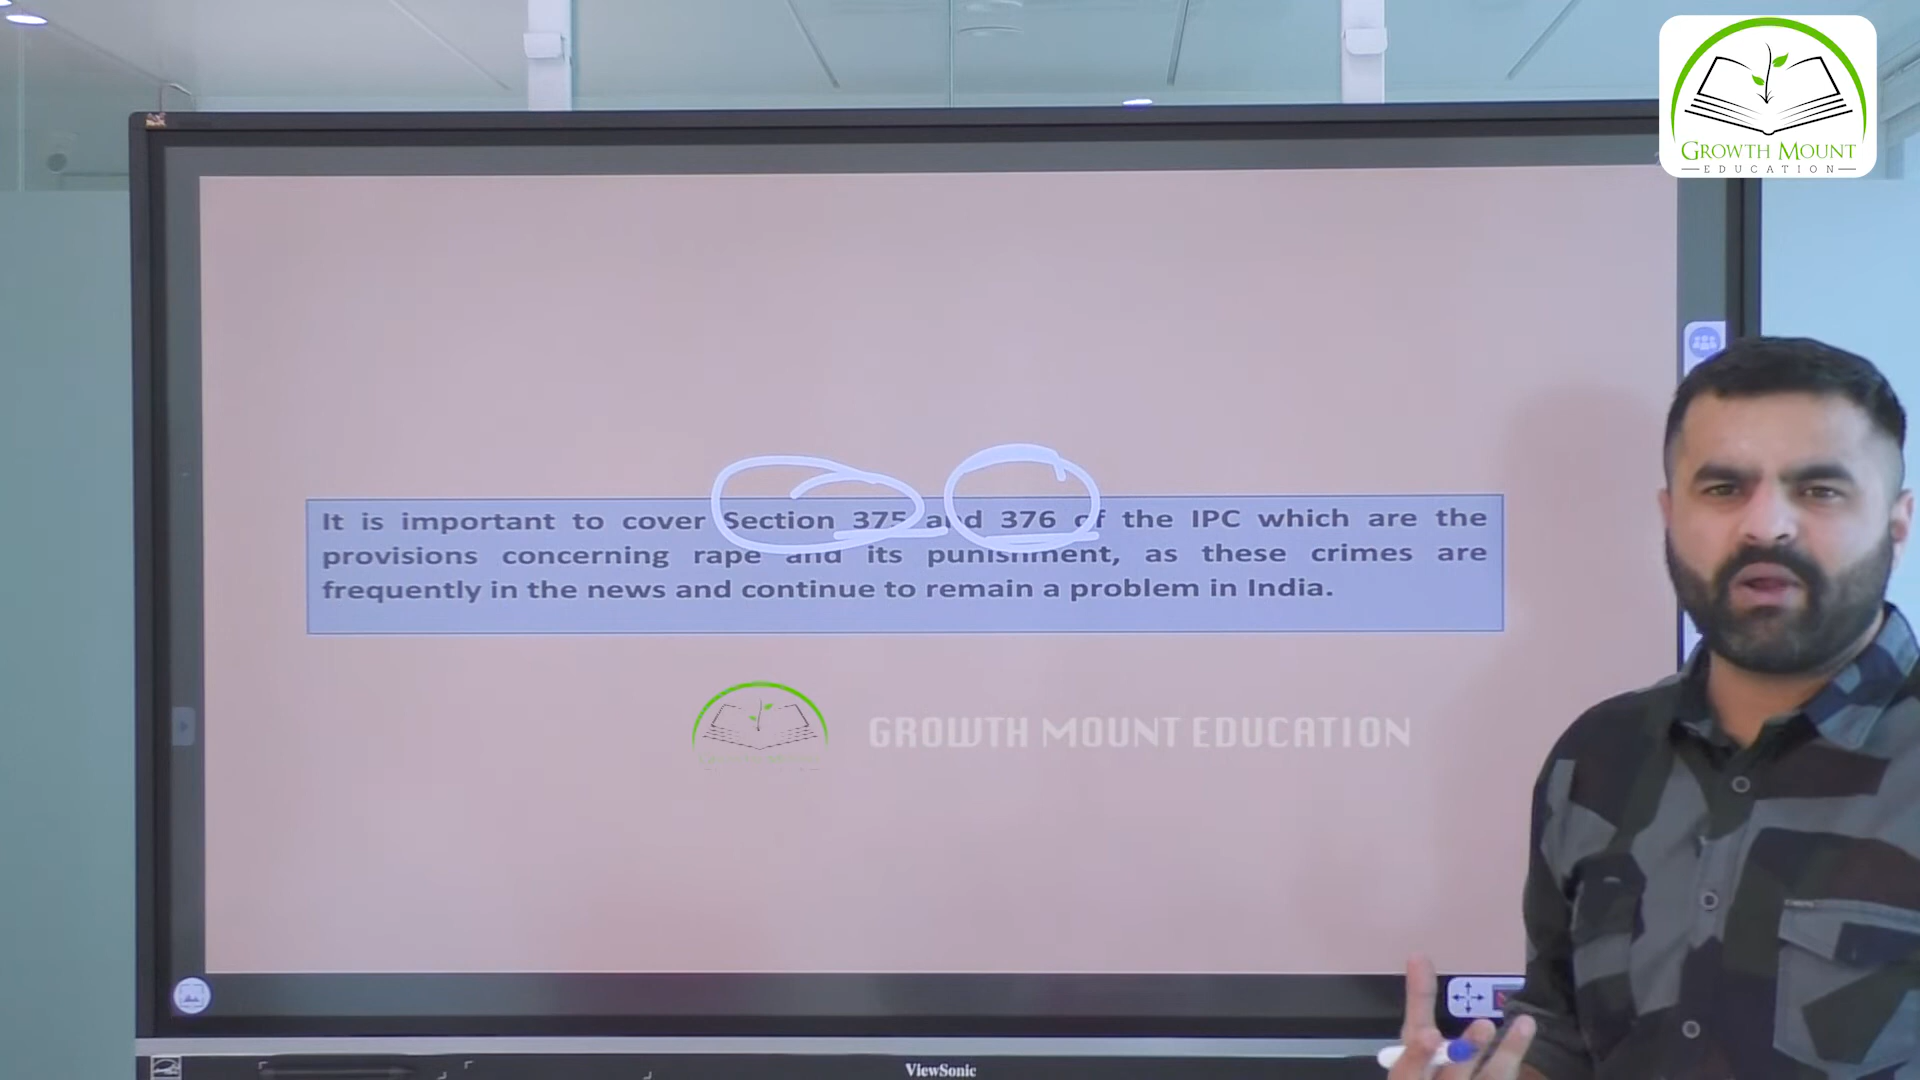 GROWTH MOUNT
EDUCATION
It is important to cover Section 375 and 376 of the IPC which are the
provisions concerning rape and its punishment, as these crimes are
frequently in the news and continue to remain a problem in India.
GROWTH MOUNT EDUCATION
ViewSonic